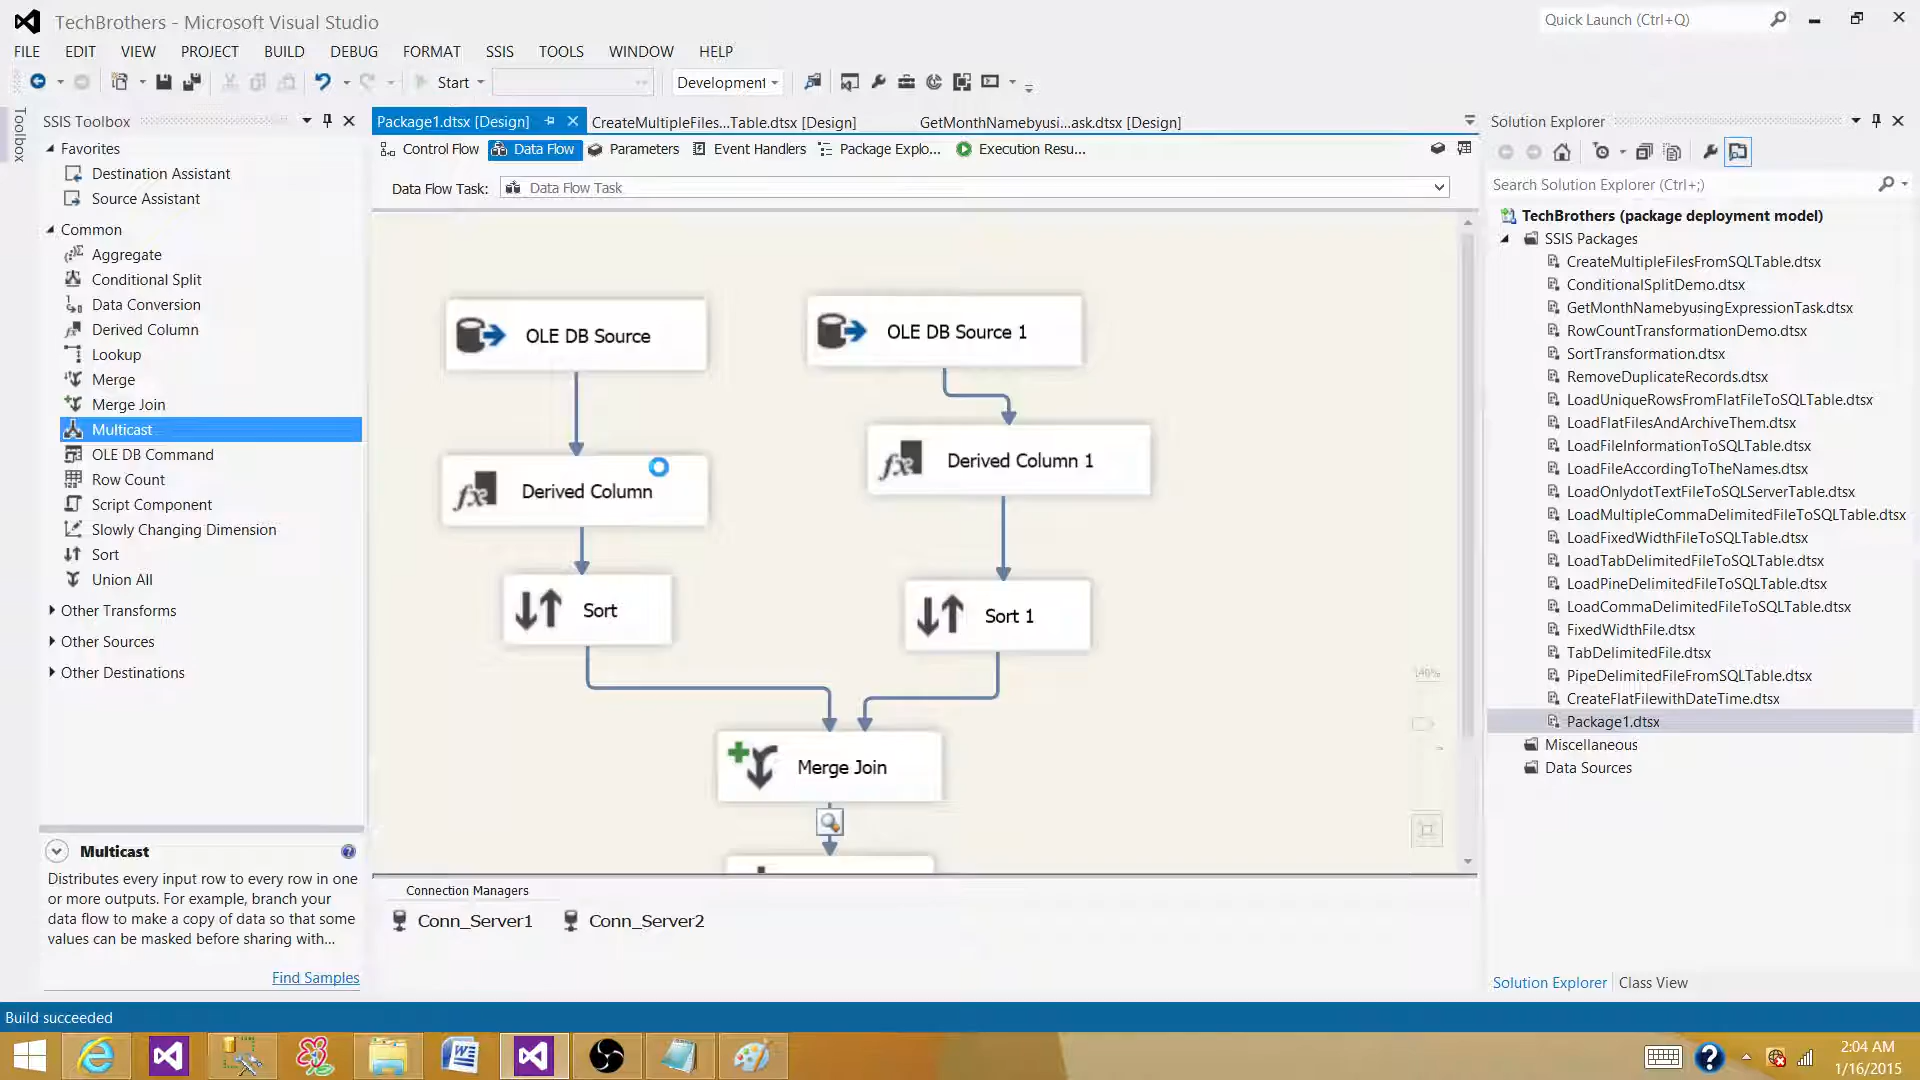 TechBrothers - Microsoft Visual Studio
Quick Launch (Ctrl+Q)
FILE EDIT VIEW PROJECT BUILD DEBUG FORMAT SSIS TOOLS WINDOW HELP
Start
Development
Toolbox
SSIS Toolbox
Favorites
Destination Assistant
Source Assistant
Common
Aggregate
Conditional Split
Data Conversion
Derived Column
Lookup
Merge
Merge Join
Multicast
OLE DB Command
Row Count
Script Component
Slowly Changing Dimension
Sort
Union All
Other Transforms
Other Sources
Other Destinations
Multicast
Distributes every input row to every row in one
or more outputs. For example, branch your
data flow to make a copy of data so that some
values can be masked before sharing with...
Find Samples
Package1.dtsx [Design]
CreateMultipleFiles...Table.dtsx [Design]
GetMonthNamebyusi...ask.dtsx [Design]
Control Flow
Data Flow
Parameters
Event Handlers
Package Explo...
Execution Resu...
Data Flow Task:
Data Flow Task
OLE DB Source
OLE DB Source 1
Derived Column
Derived Column 1
Sort
Sort 1
Merge Join
140%
Connection Managers
Conn_Server1
Conn_Server2
Solution Explorer
Search Solution Explorer (Ctrl+;)
TechBrothers (package deployment model)
SSIS Packages
CreateMultipleFilesFromSQLTable.dtsx
ConditionalSplitDemo.dtsx
GetMonthNamebyusingExpressionTask.dtsx
RowCountTransformationDemo.dtsx
SortTransformation.dtsx
RemoveDuplicateRecords.dtsx
LoadUniqueRowsFromFlatFileToSQLTable.dtsx
LoadFlatFilesAndArchiveThem.dtsx
LoadFileInformationToSQLTable.dtsx
LoadFileAccordingToTheNames.dtsx
LoadOnlydotTextFileToSQLServerTable.dtsx
LoadMultipleCommaDelimitedFileToSQLTable.dtsx
LoadFixedWidthFileToSQLTable.dtsx
LoadTabDelimitedFileToSQLTable.dtsx
LoadPineDelimitedFileToSQLTable.dtsx
LoadCommaDelimitedFileToSQLTable.dtsx
FixedWidthFile.dtsx
TabDelimitedFile.dtsx
PipeDelimitedFileFromSQLTable.dtsx
CreateFlatFilewithDateTime.dtsx
Package1.dtsx
Miscellaneous
Data Sources
Solution Explorer
Class View
Build succeeded
2:04 AM
1/16/2015